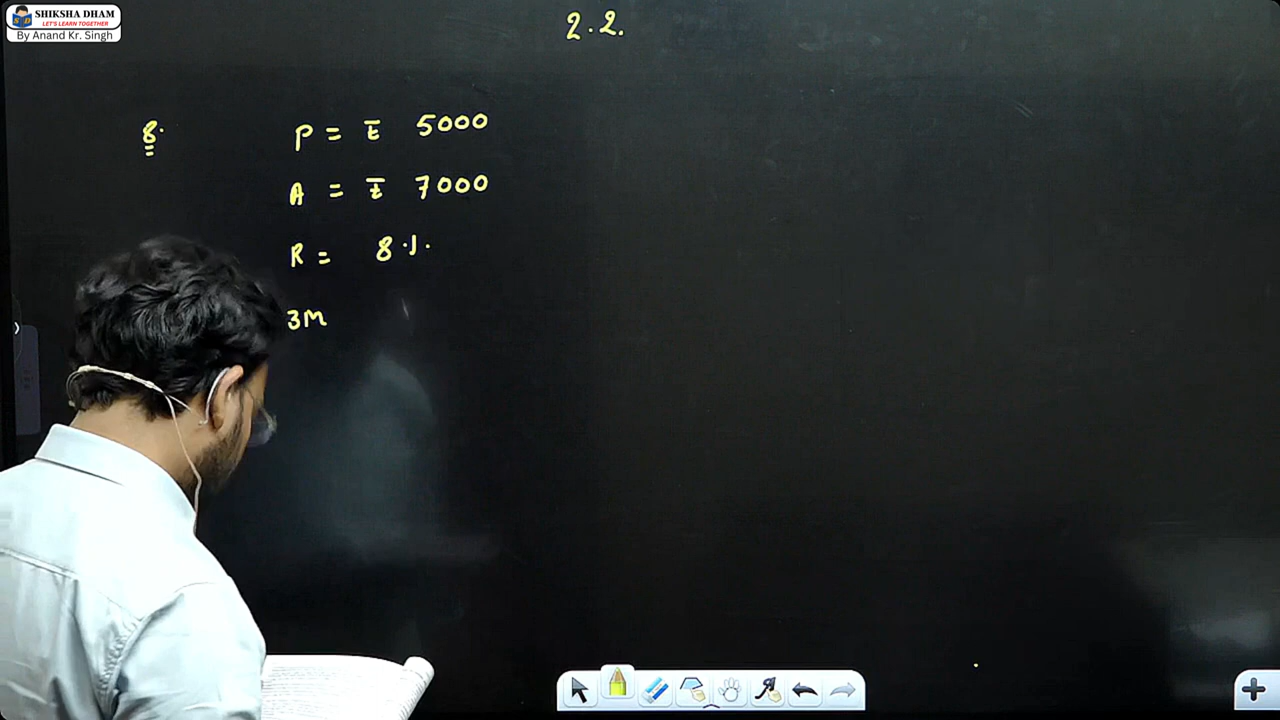 SHIKSHA DHAM
LET'S LEARN TOGETHER
By Anand Kr. Singh
2.2.
8.
P = ₹ 5000
A = ₹ 7000
R = 8%
3M